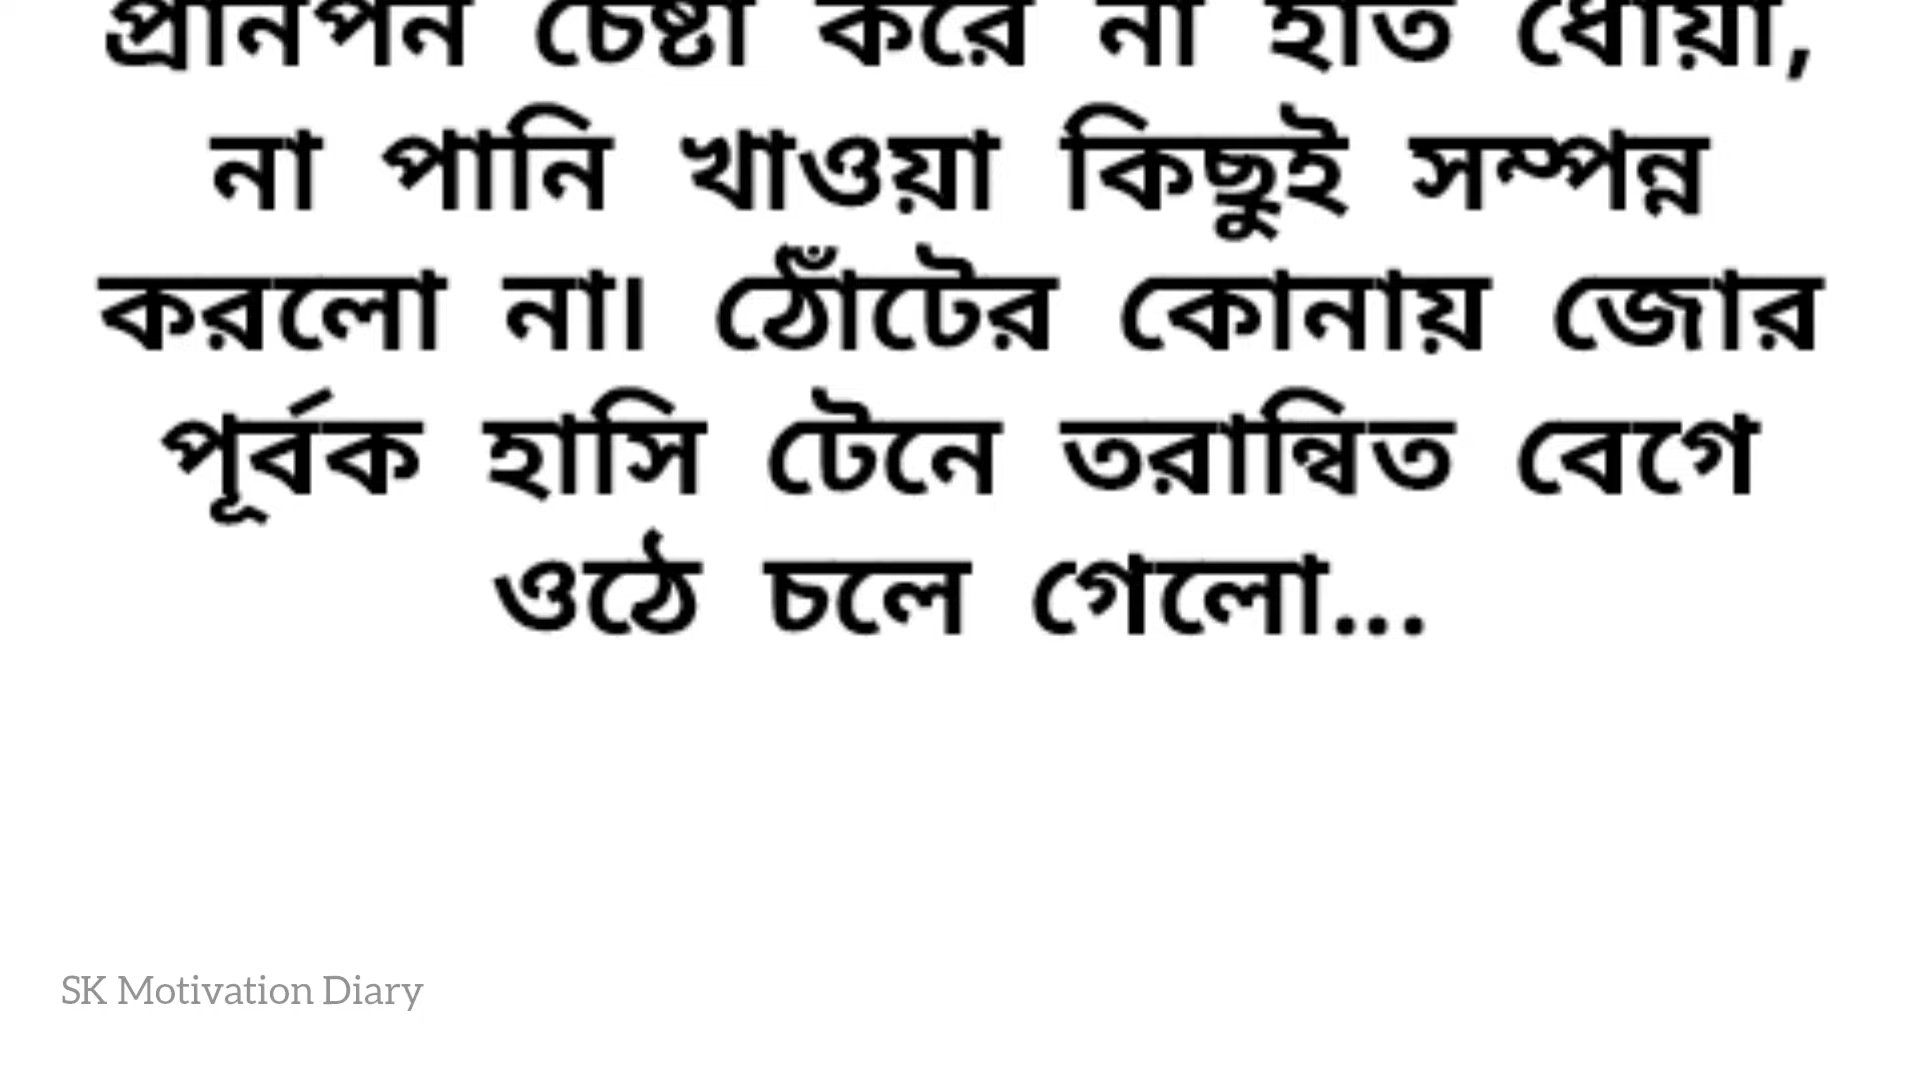 প্রানপন চেষ্টা করে না হাত ধোয়া,
না পানি খাওয়া কিছুই সম্পন্ন
করলো না। ঠোঁটের কোনায় জোর
পূর্বক হাসি টেনে তরান্বিত বেগে
ওঠে চলে গেলো...
SK Motivation Diary